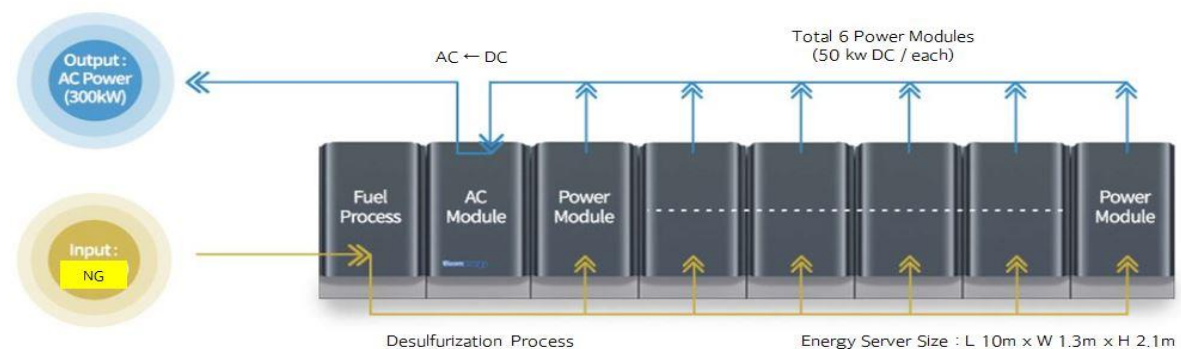 Total 6 Power Modules
(50 kw DC / each)
AC ← DC
Output :
AC Power
(300kW)
Fuel
Process
AC
Module
Power
Module
Power
Module
Input :
NG
Desulfurization Process
Energy Server Size : L 10m x W 1.3m x H 2.1m